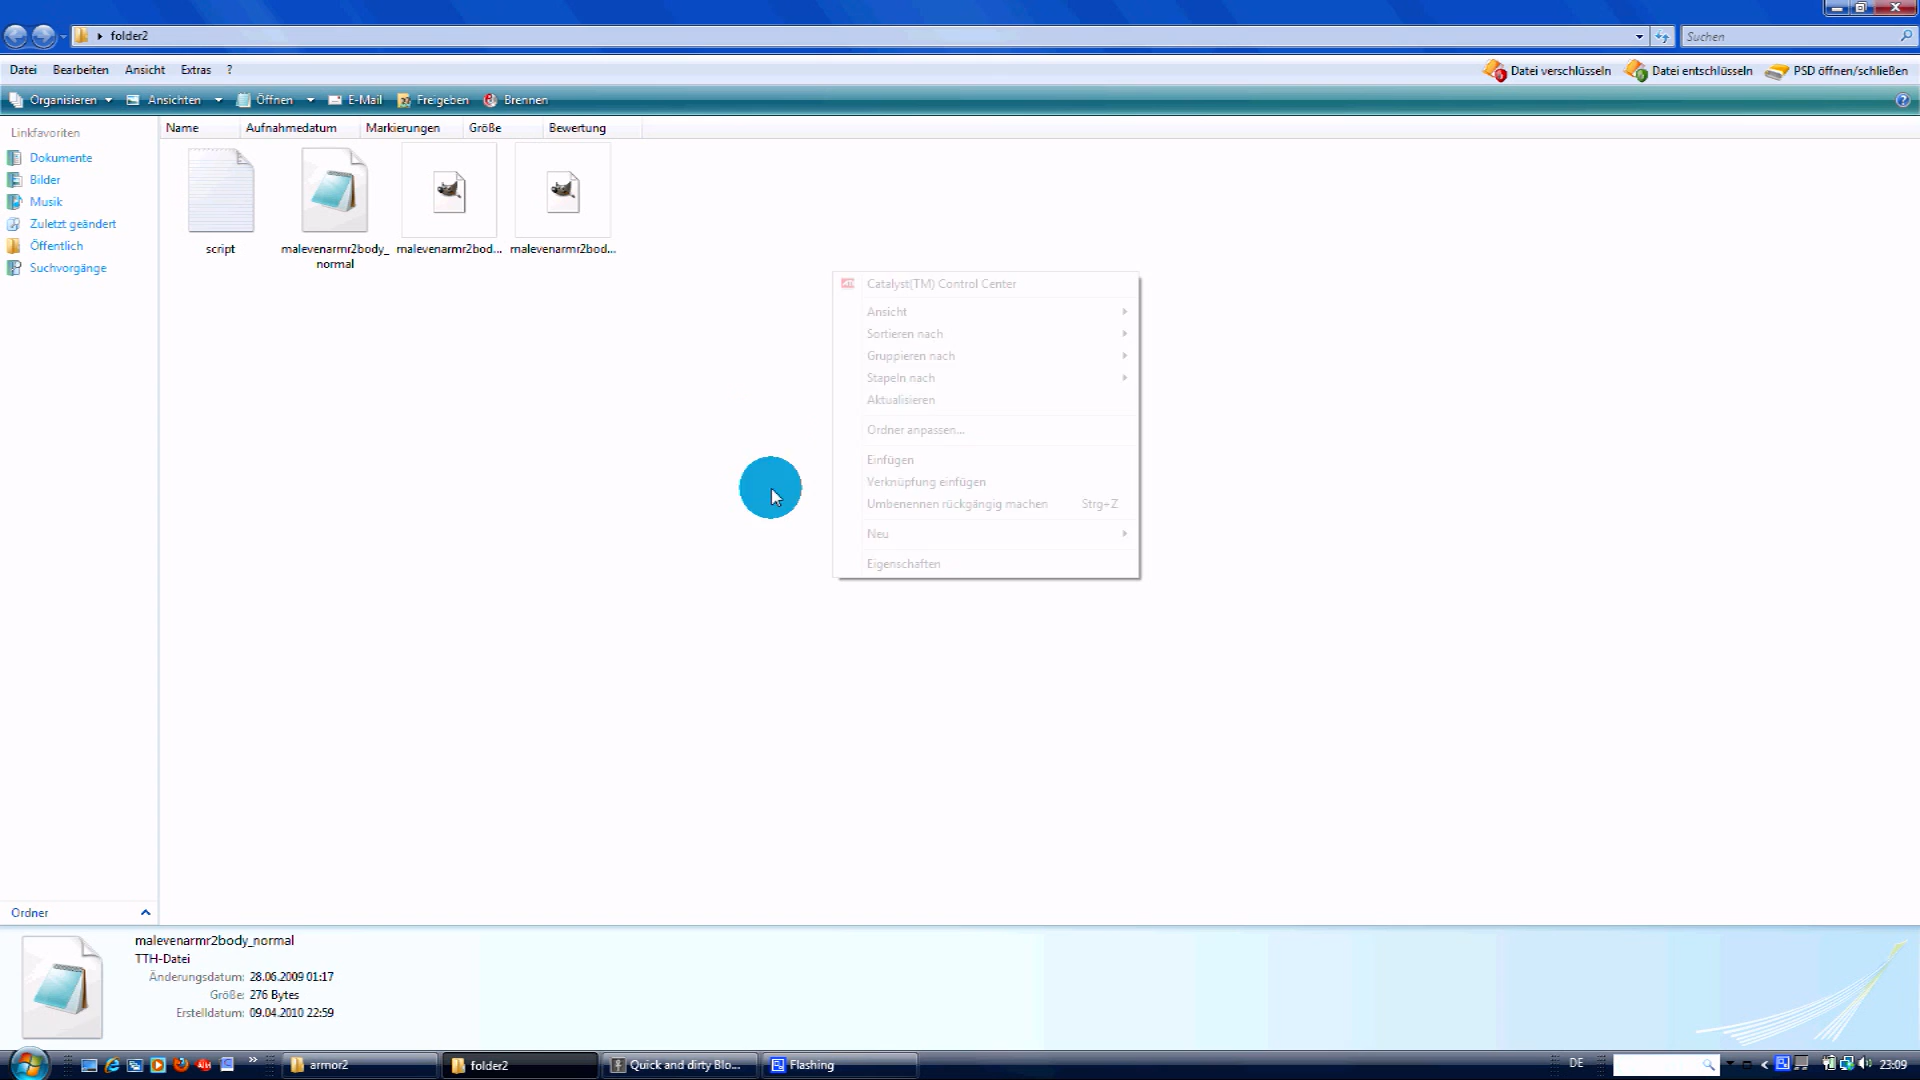 folder2
Suchen
Datei Bearbeiten Ansicht Extras ? Datei verschlüsseln Datei entschlüsseln PSD öffnen/schließen
Organisieren Ansichten Öffnen E-Mail Freigeben Brennen
Linkfavoriten
Dokumente
Bilder
Musik
Zuletzt geändert
Öffentlich
Suchvorgänge
Name Aufnahmedatum Markierungen Größe Bewertung
script
malevenarmr2body_
normal
malevenarmr2bod...
malevenarmr2bod...
Catalyst(TM) Control Center
Ansicht
Sortieren nach
Gruppieren nach
Stapeln nach
Aktualisieren
Ordner anpassen...
Einfügen
Verknüpfung einfügen
Umbenennen rückgängig machen Strg+Z
Neu
Eigenschaften
Ordner
malevenarmr2body_normal
TTH-Datei
Änderungsdatum: 28.06.2009 01:17
Größe: 276 Bytes
Erstelldatum: 09.04.2010 22:59
armor2 folder2 Quick and dirty Blo... Flashing DE 23:09